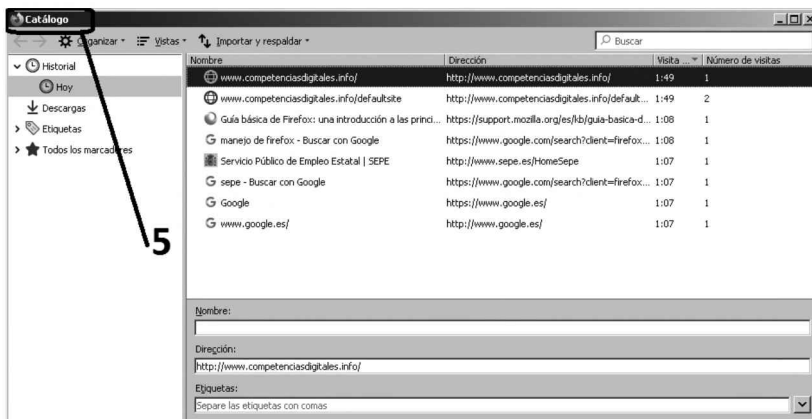 Catálogo
Organizar Vistas Importar y respaldar Buscar
Historial
Hoy
Descargas
Etiquetas
Todos los marcadores
5
Nombre Dirección Visita ... Número de visitas
www.competenciasdigitales.info/ http://www.competenciasdigitales.info/ 1:49 1
www.competenciasdigitales.info/defaultsite http://www.competenciasdigitales.info/default... 1:49 2
Guía básica de Firefox: una introducción a las princi... https://support.mozilla.org/es/kb/guia-basica-d... 1:08 1
manejo de firefox - Buscar con Google https://www.google.com/search?client=firefox... 1:08 1
Servicio Público de Empleo Estatal | SEPE http://www.sepe.es/HomeSepe 1:07 1
sepe - Buscar con Google https://www.google.com/search?client=firefox... 1:07 1
Google https://www.google.es/ 1:07 1
www.google.es/ http://www.google.es/ 1:07 1
Nombre:
Dirección:
http://www.competenciasdigitales.info/
Etiquetas:
Separe las etiquetas con comas